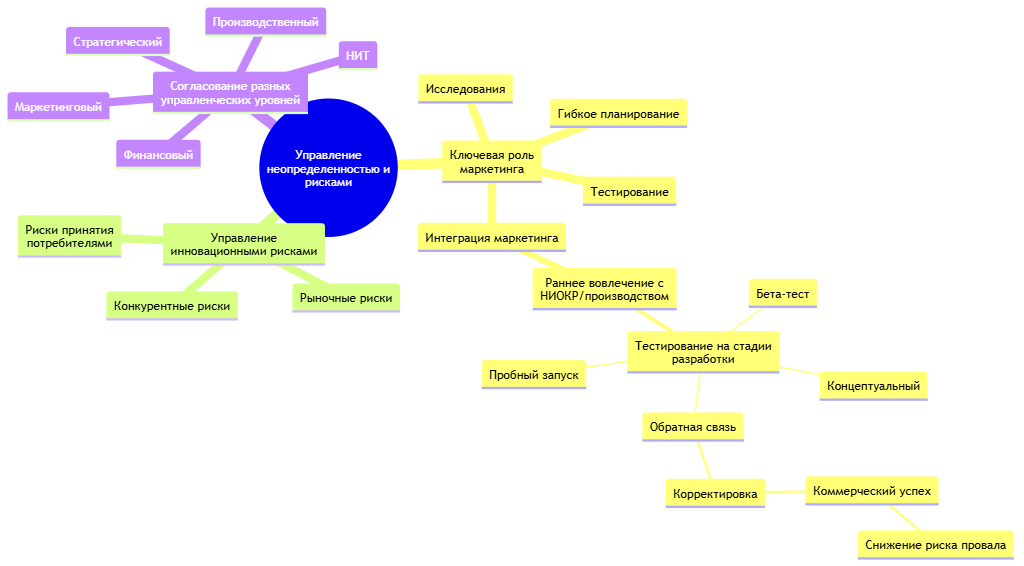 Производственный
Стратегический
НИТ
Согласование разных
управленческих уровней
Маркетинговый
Финансовый
Управление
неопределенностью и
рисками
Исследования
Гибкое планирование
Ключевая роль
маркетинга
Тестирование
Интеграция маркетинга
Риски принятия
потребителями
Управление
инновационными рисками
Конкурентные риски
Рыночные риски
Раннее вовлечение с
НИОКР/производством
Бета-тест
Тестирование на стадии
разработки
Пробный запуск
Концептуальный
Обратная связь
Корректировка
Коммерческий успех
Снижение риска провала